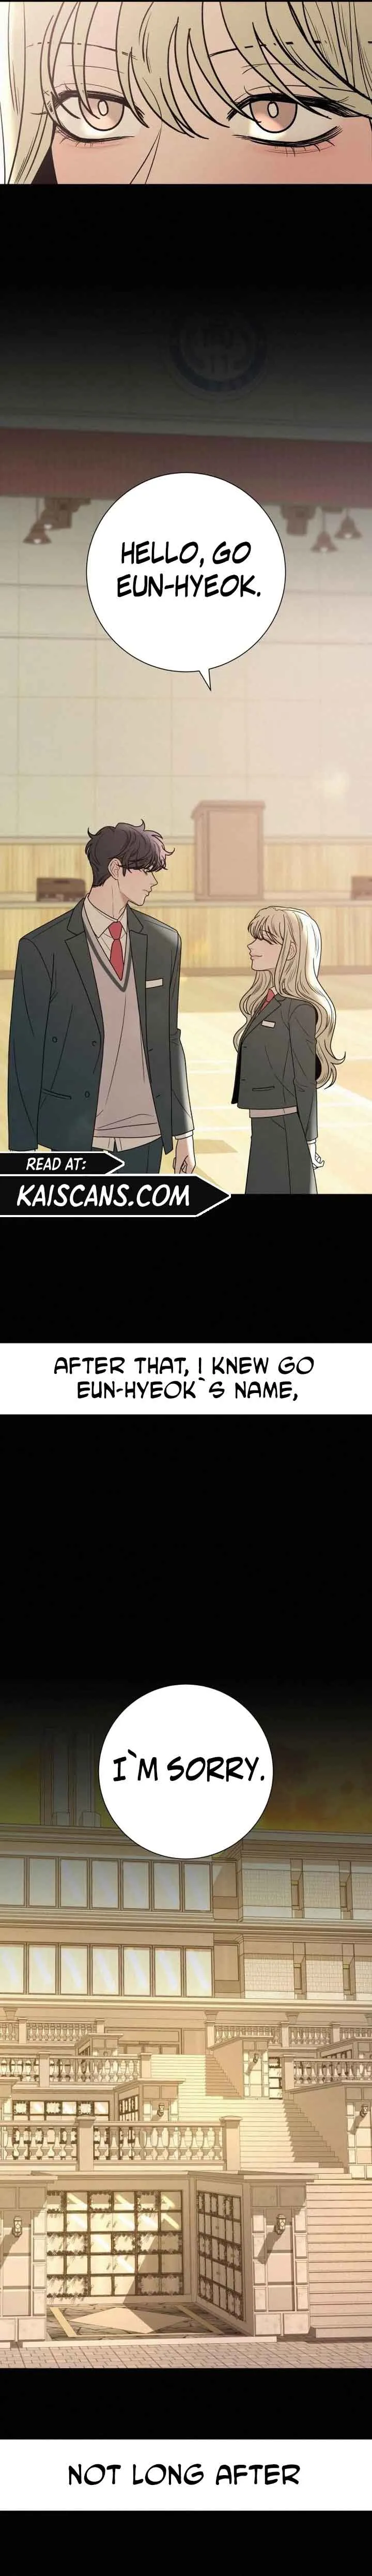 HELLO, GO
EUN-HYEOK.
READ AT:
KAISCANS.COM
AFTER THAT, I KNEW GO
EUN-HYEOK`S NAME,
I`M SORRY.
NOT LONG AFTER